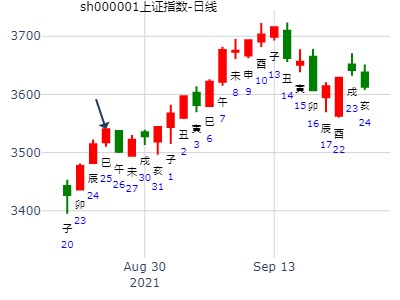 sh000001上证指数-日线
3700
3600
3500
3400
子
20
卯
23
辰
24
巳
25
午
26
未
27
戌
30
亥
31
子
1
丑
2
寅
3
巳
6
午
7
未
8
申
9
酉
10
子
13
丑
14
寅
15
卯
16
辰
17
酉
22
戌
23
亥
24
Aug 30
2021
Sep 13